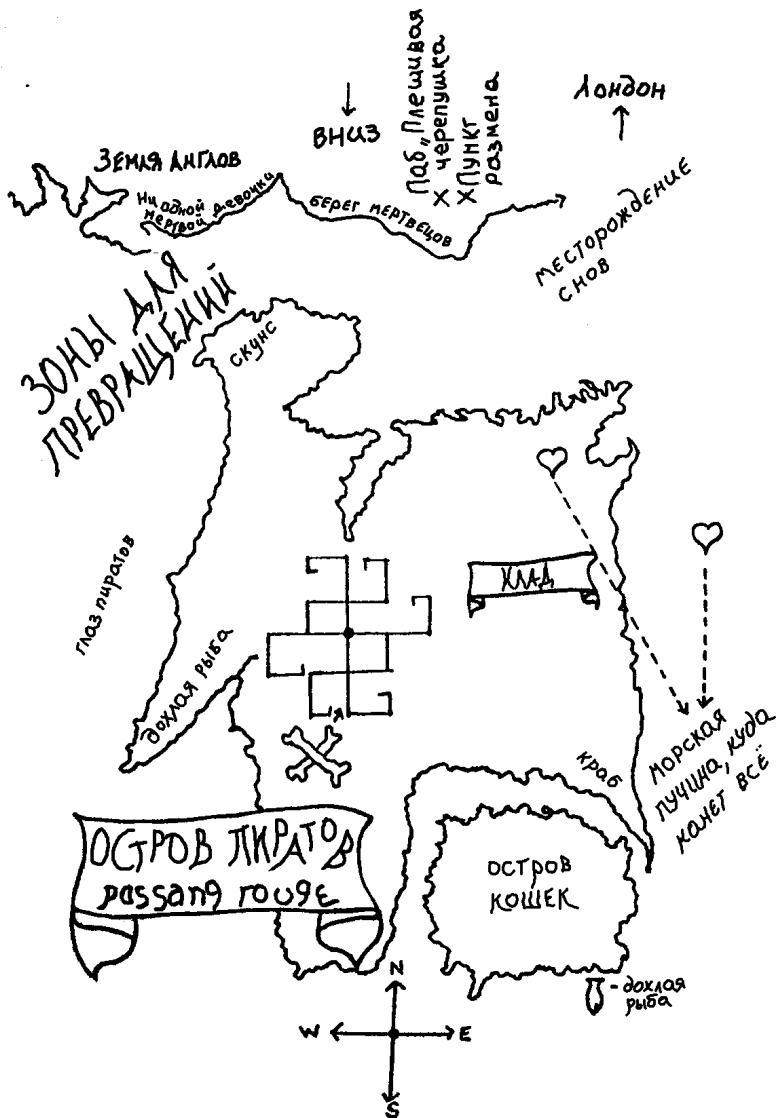 Лондон
ВНИЗ
Паб „Плешивая
черепушка
X
X Пункт
размена
Земля Англов
Ни одной
мертвой девочки
берег мертвецов
месторождение
снов
ЗОНЫ ДЛЯ
ПРЕВРАЩЕНИЙ
скунс
КЛАД
глаз пиратов
дохлая рыба
краб
морская
пучина, куда
канет всё
ОСТРОВ ПИРАТОВ
passang rouge
ОСТРОВ
КОШЕК
- дохлая
рыба
N
W
E
S